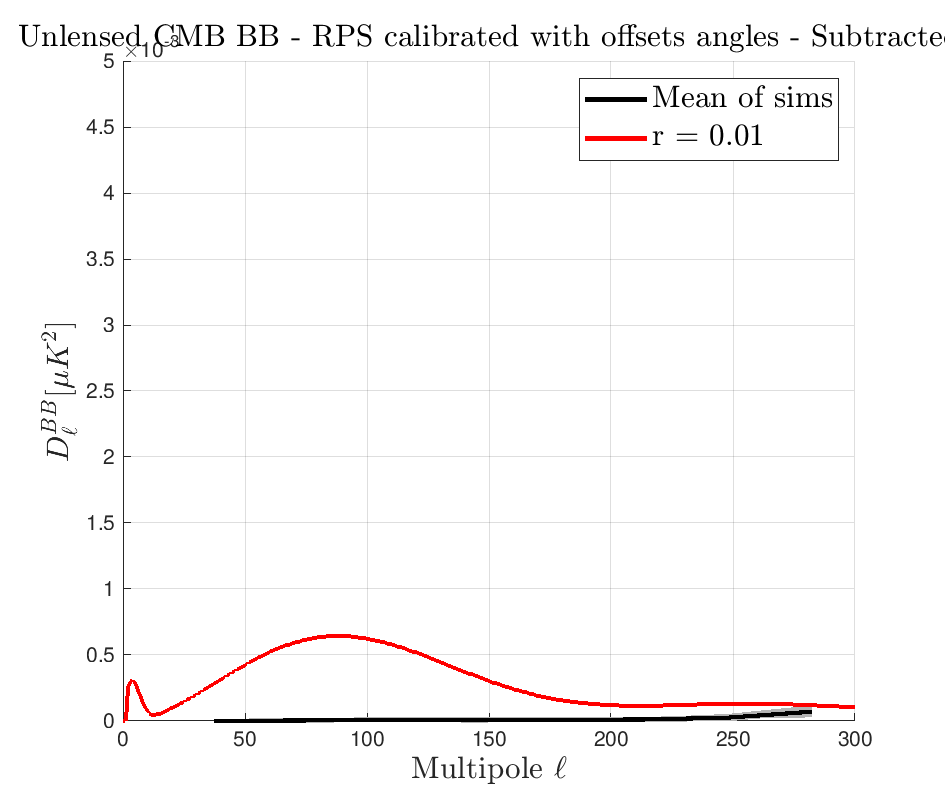 Unlensed CMB BB - RPS calibrated with offsets angles - Subtracted
×10⁻³
5
4.5
4
3.5
3
2.5
2
1.5
1
0.5
0
Mean of sims
r = 0.01
0 50 100 150 200 250 300
Multipole ℓ
D_ℓ^{BB}[μK²]